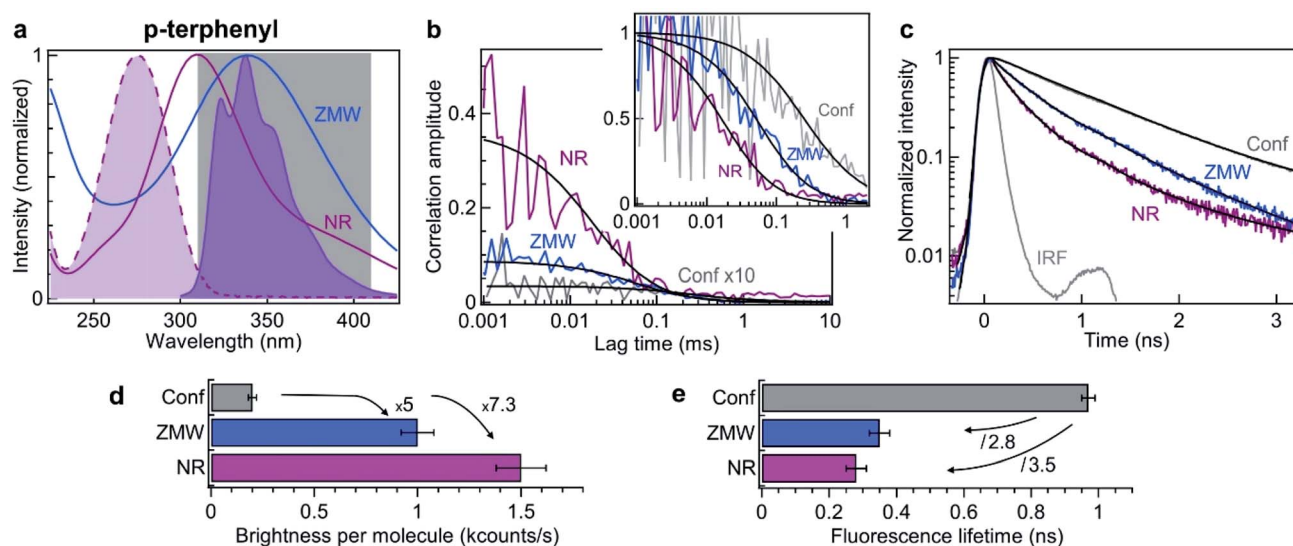 p-terphenyl
a
Intensity (normalized)
1
0
ZMW
NR
250 300 350 400
Wavelength (nm)
b
Correlation amplitude
0.4
0.2
0
NR
ZMW
Conf x10
0.001 0.01 0.1 1 10
Lag time (ms)
1
0.5
0
Conf
ZMW
NR
0.001 0.01 0.1 1
c
Normalized intensity
1
0.1
0.01
Conf
ZMW
NR
IRF
0 1 2 3
Time (ns)
d
Conf
ZMW
NR
x5
x7.3
0 0.5 1 1.5
Brightness per molecule (kcounts/s)
e
Conf
ZMW
NR
/2.8
/3.5
0 0.2 0.4 0.6 0.8 1
Fluorescence lifetime (ns)